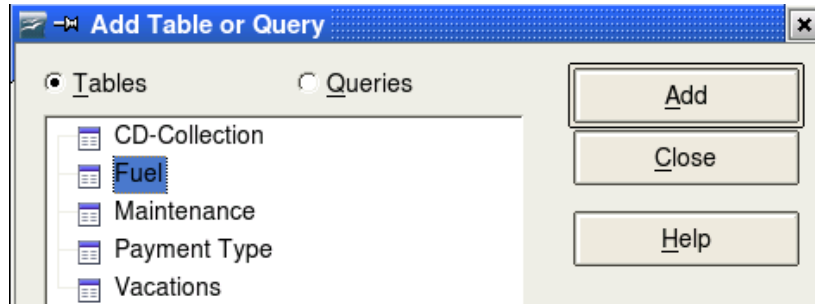 Add Table or Query
Tables Queries
Add
CD-Collection
Fuel
Maintenance
Payment Type
Vacations
Close
Help